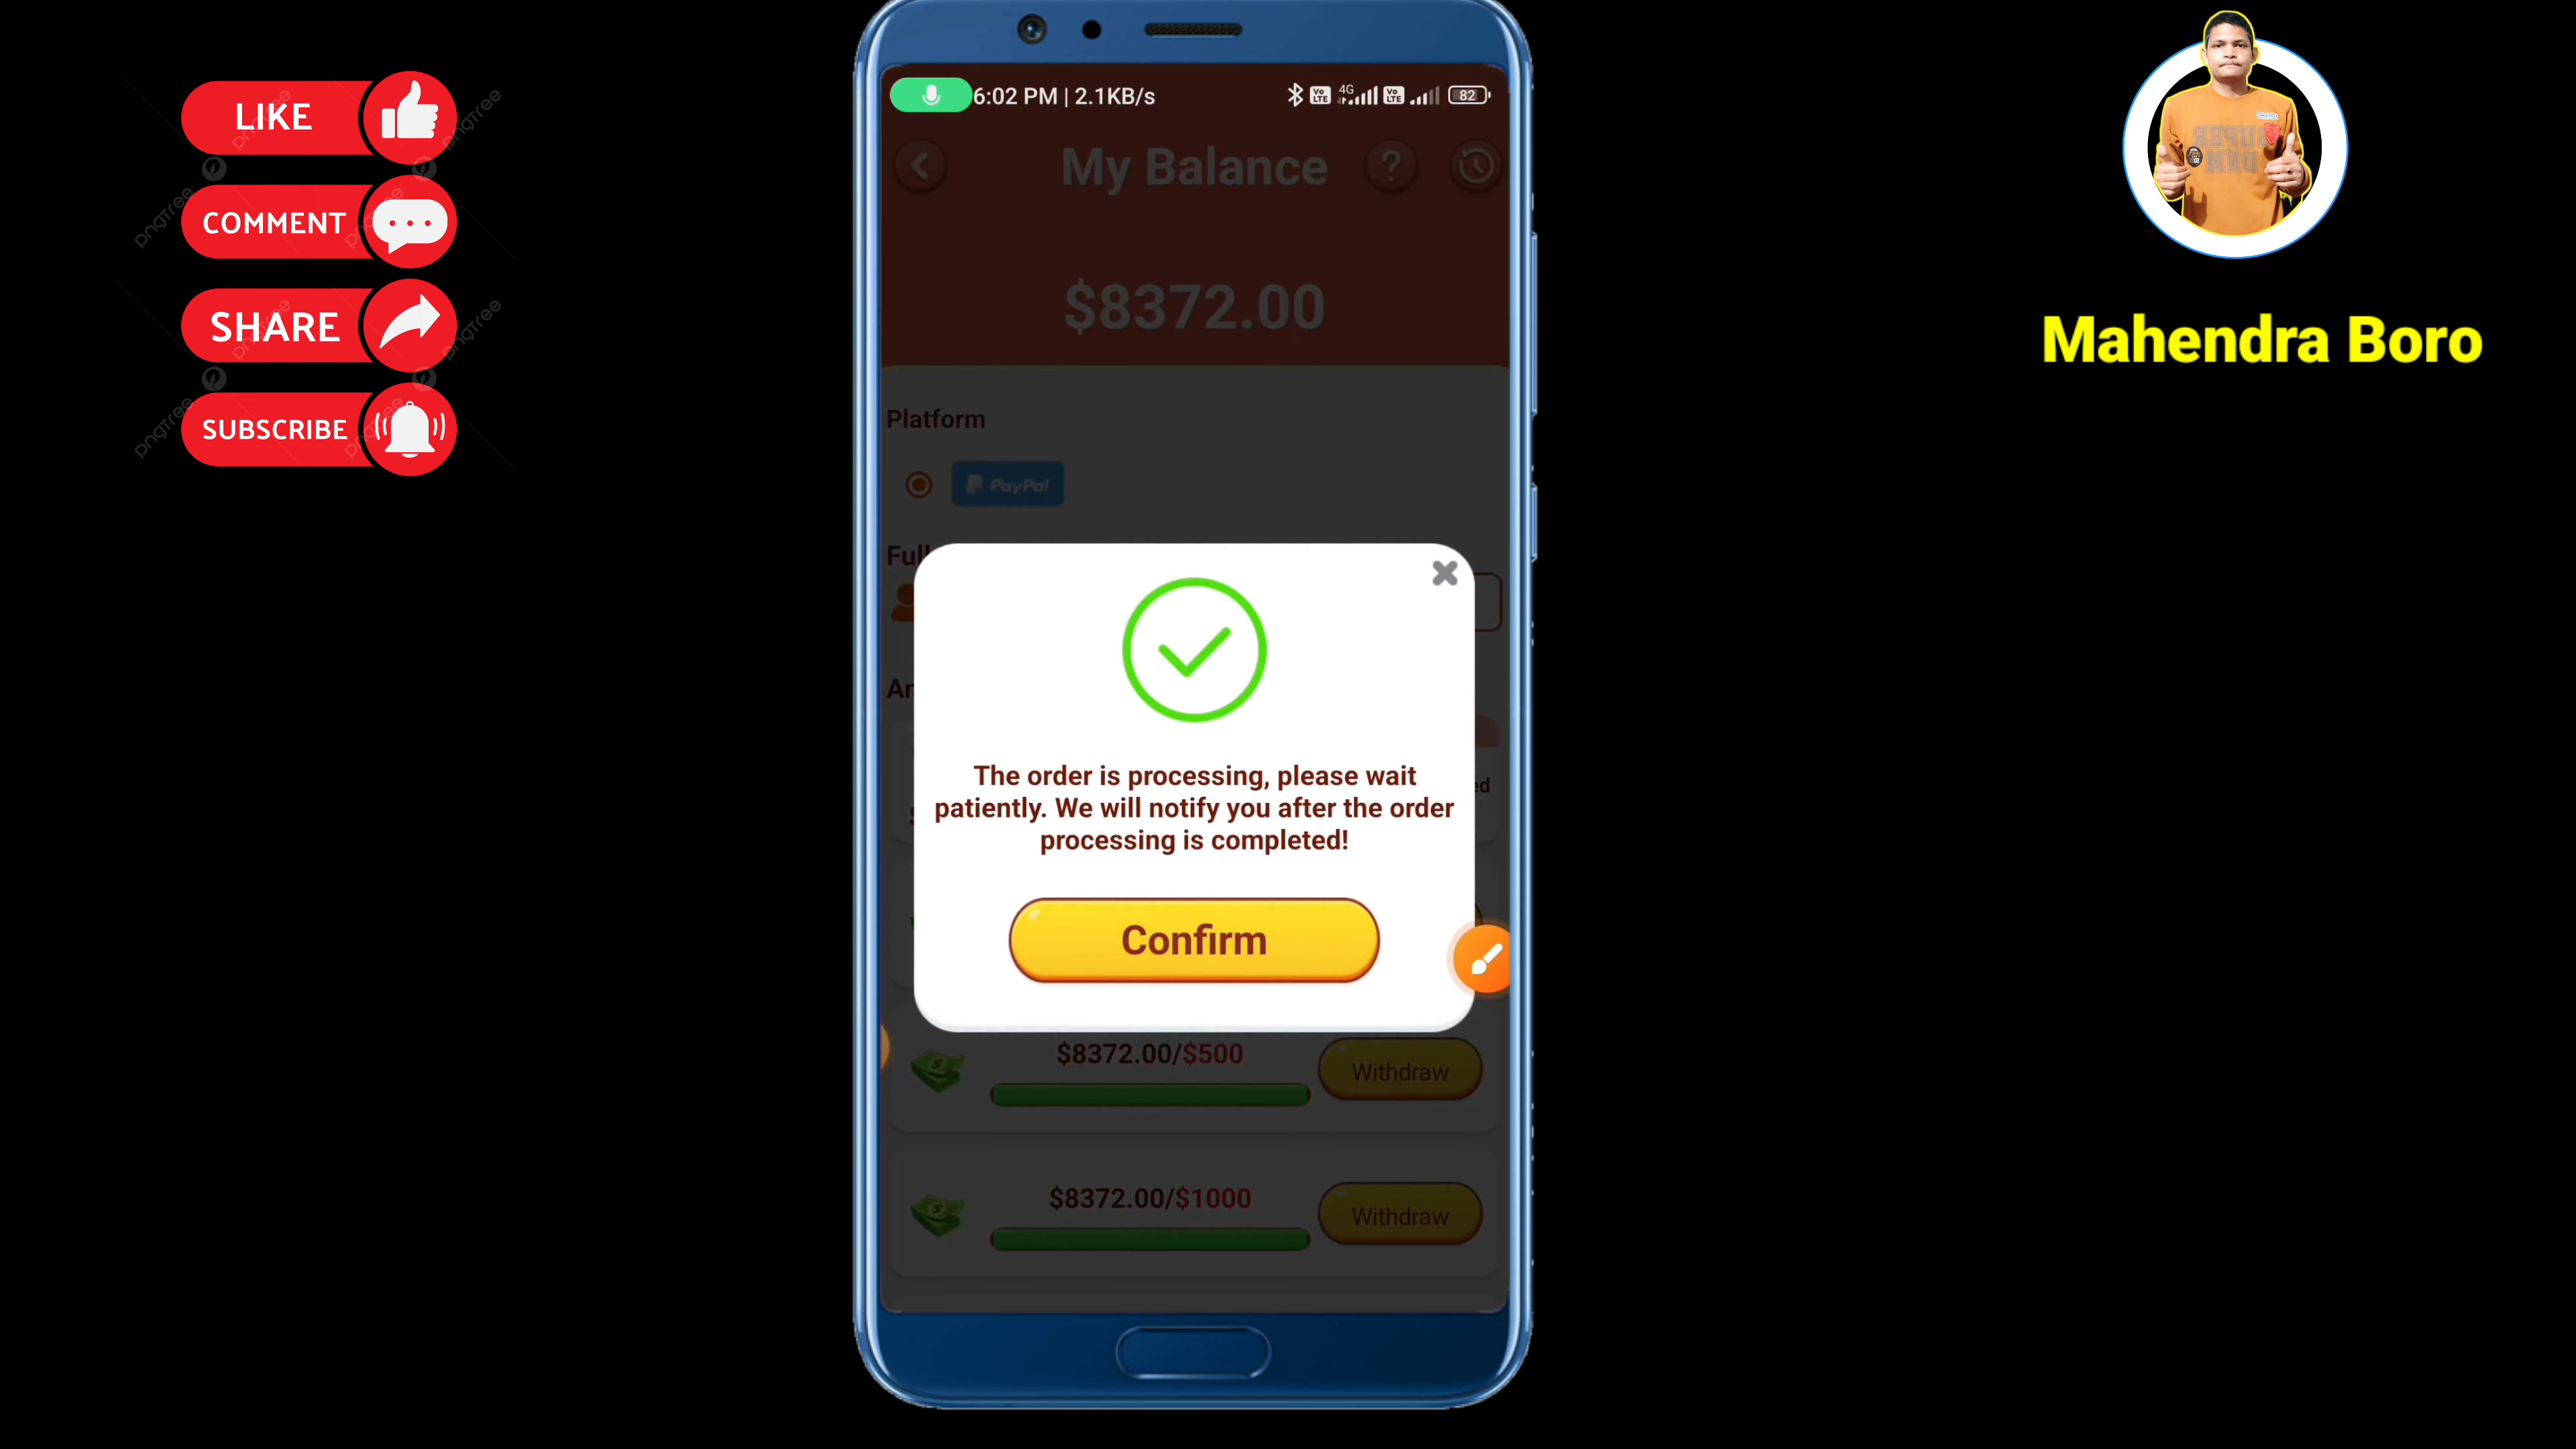 LIKE
COMMENT
SHARE
SUBSCRIBE
pngtree
Mahendra Boro
6:02 PM | 2.1KB/s
4G
82
My Balance
?
$8372.00
Platform
PayPal
The order is processing, please wait
patiently. We will notify you after the order
processing is completed!
Confirm
$8372.00/$500
Withdraw
$8372.00/$1000
Withdraw